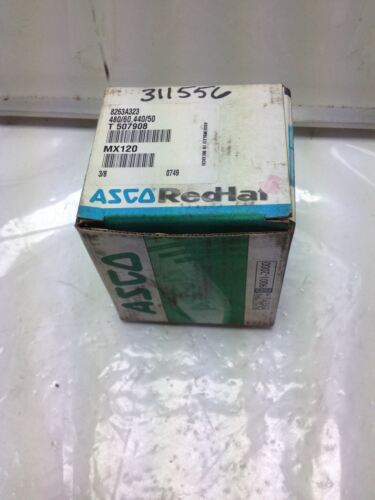 311556
8263A323
480/60,440/50
T 507908
MX120
3/8 0749
ASCO RedHat
ASCO